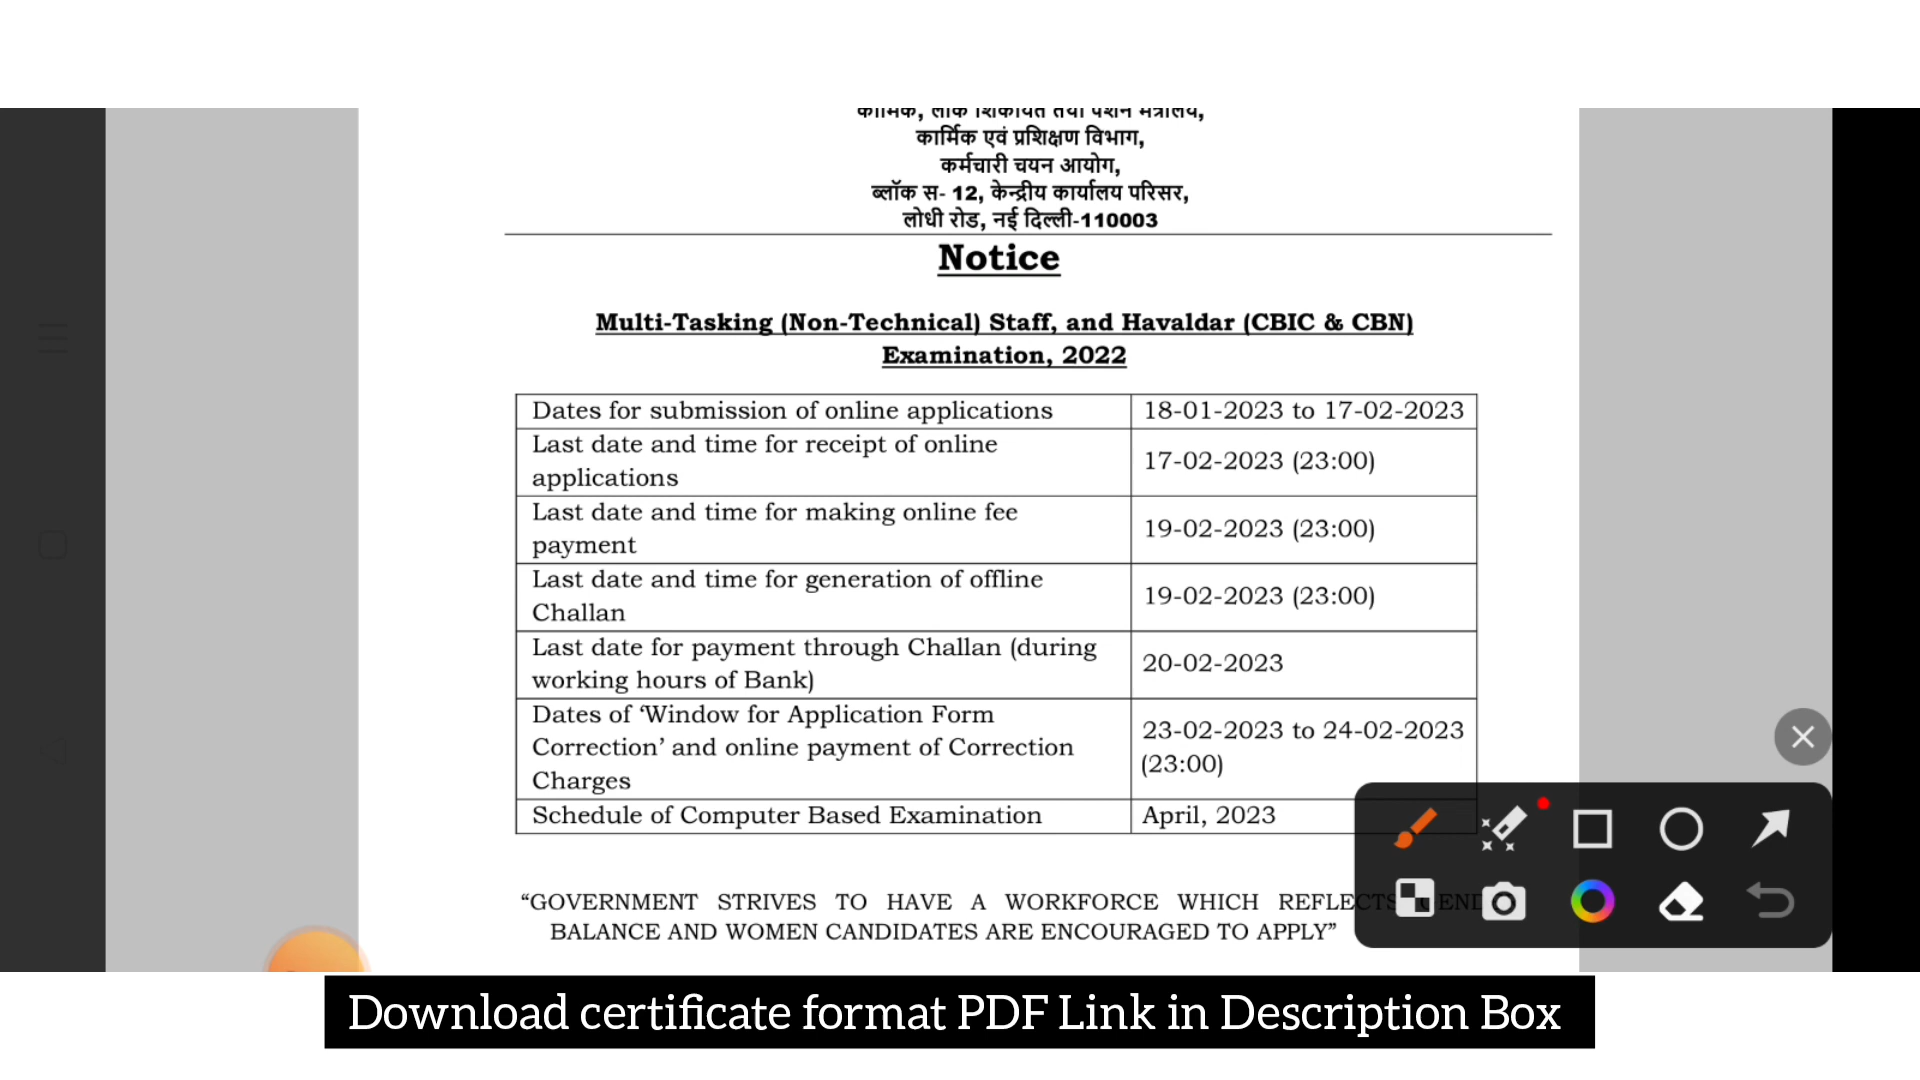 कार्मिक, लोक शिकायत तथा पेंशन मंत्रालय,
कार्मिक एवं प्रशिक्षण विभाग,
कर्मचारी चयन आयोग,
ब्लॉक स- 12, केन्द्रीय कार्यालय परिसर,
लोधी रोड, नई दिल्ली-110003
Notice
Multi-Tasking (Non-Technical) Staff, and Havaldar (CBIC & CBN)
Examination, 2022
Dates for submission of online applications 18-01-2023 to 17-02-2023
Last date and time for receipt of online
applications 17-02-2023 (23:00)
Last date and time for making online fee
payment 19-02-2023 (23:00)
Last date and time for generation of offline
Challan 19-02-2023 (23:00)
Last date for payment through Challan (during
working hours of Bank) 20-02-2023
Dates of ‘Window for Application Form
Correction’ and online payment of Correction
Charges 23-02-2023 to 24-02-2023
(23:00)
Schedule of Computer Based Examination April, 2023
“GOVERNMENT STRIVES TO HAVE A WORKFORCE WHICH REFLECTS
BALANCE AND WOMEN CANDIDATES ARE ENCOURAGED TO APPLY”
Download certificate format PDF Link in Description Box